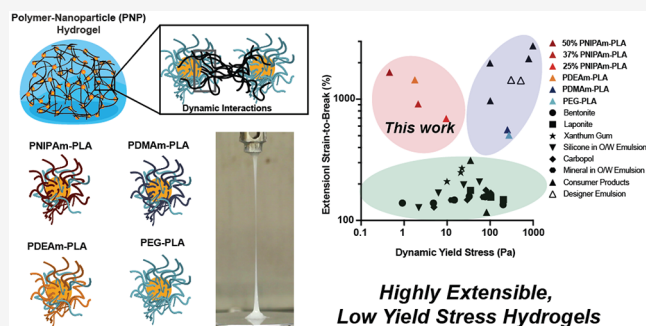 Polymer-Nanoparticle (PNP)
Hydrogel
Dynamic Interactions
PNIPAm-PLA
PDMAm-PLA
PDEAm-PLA
PEG-PLA
Extensionl Strain-to-Break (%)
1000
100
This work
0.1
1
10
100
1000
Dynamic Yield Stress (Pa)
50% PNIPAm-PLA
37% PNIPAm-PLA
25% PNIPAm-PLA
PDEAm-PLA
PDMAm-PLA
PEG-PLA
Bentonite
Laponite
Xanthum Gum
Silicone in O/W Emulsion
Carbopol
Mineral in O/W Emulsion
Consumer Products
Designer Emulsion
Highly Extensible,
Low Yield Stress Hydrogels